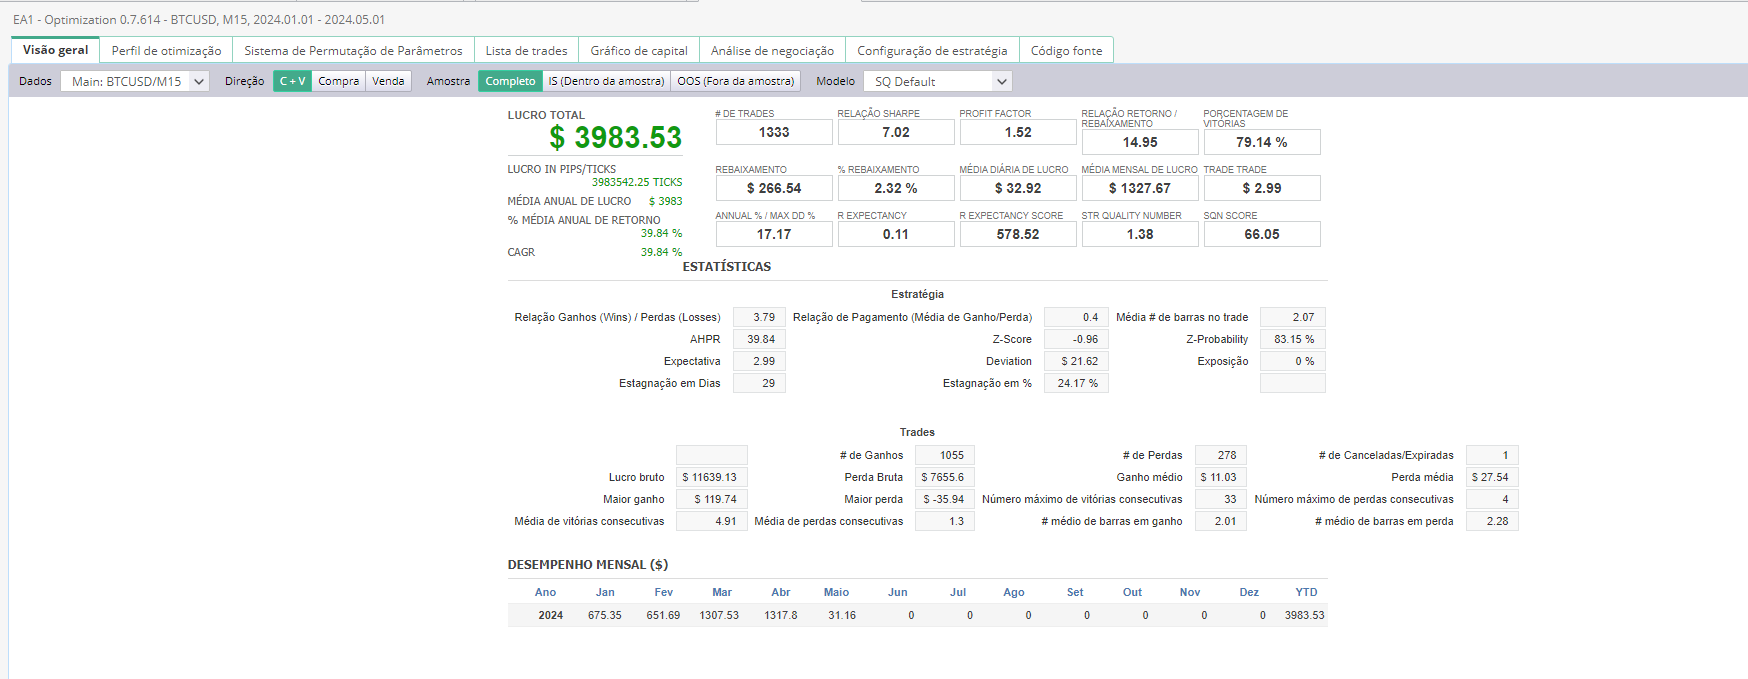 EA1 - Optimization 0.7.614 - BTCUSD, M15, 2024.01.01 - 2024.05.01
Visão geral Perfil de otimização Sistema de Permutação de Parâmetros Lista de trades Gráfico de capital Análise de negociação Configuração de estratégia Código fonte
Dados Main: BTCUSD/M15 Direção C + V Compra Venda Amostra Completo IS (Dentro da amostra) OOS (Fora da amostra) Modelo SQ Default
LUCRO TOTAL
$ 3983.53
LUCRO IN PIPS/TICKS
3983542.25 TICKS
MÉDIA ANUAL DE LUCRO $ 3983
% MÉDIA ANUAL DE RETORNO
39.84 %
CAGR 39.84 %
# DE TRADES RELAÇÃO SHARPE PROFIT FACTOR RELAÇÃO RETORNO / REBAIXAMENTO PORCENTAGEM DE VITÓRIAS
1333 7.02 1.52 14.95 79.14 %
REBAIXAMENTO % REBAIXAMENTO MÉDIA DIÁRIA DE LUCRO MÉDIA MENSAL DE LUCRO TRADE TRADE
$ 266.54 2.32 % $ 32.92 $ 1327.67 $ 2.99
ANNUAL % / MAX DD % R EXPECTANCY R EXPECTANCY SCORE STR QUALITY NUMBER SQN SCORE
17.17 0.11 578.52 1.38 66.05
ESTATÍSTICAS
Estratégia
Relação Ganhos (Wins) / Perdas (Losses) 3.79 Relação de Pagamento (Média de Ganho/Perda) 0.4 Média # de barras no trade 2.07
AHPR 39.84 Z-Score -0.96 Z-Probability 83.15 %
Expectativa 2.99 Deviation $ 21.62 Exposição 0 %
Estagnação em Dias 29 Estagnação em % 24.17 %
Trades
# de Ganhos 1055 # de Perdas 278 # de Canceladas/Expiradas 1
Lucro bruto $ 11639.13 Perda Bruta $ 7655.6 Ganho médio $ 11.03 Perda média $ 27.54
Maior ganho $ 119.74 Maior perda $ -35.94 Número máximo de vitórias consecutivas 33 Número máximo de perdas consecutivas 4
Média de vitórias consecutivas 4.91 Média de perdas consecutivas 1.3 # médio de barras em ganho 2.01 # médio de barras em perda 2.28
DESEMPENHO MENSAL ($)
Ano Jan Fev Mar Abr Maio Jun Jul Ago Set Out Nov Dez YTD
2024 675.35 651.69 1307.53 1317.8 31.16 0 0 0 0 0 0 0 3983.53